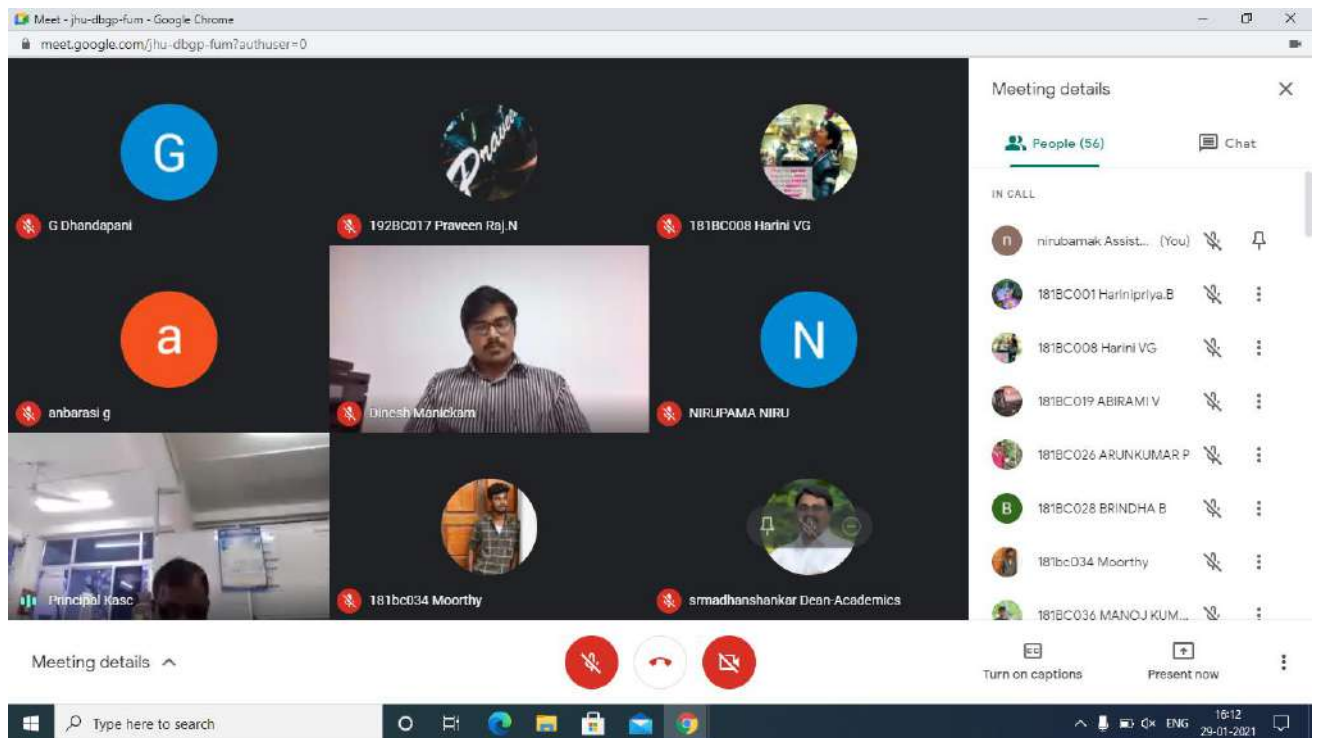 Meet - jhu-dbgp-fum - Google Chrome
meet.google.com/jhu-dbgp-fum?authuser=0
G
G Dhandapani
Praveen
192BC017 Praveen Raj.N
181BC008 Harini VG
a
anbarasi g
Dinesh Manickam
N
NIRUPAMA NIRU
Principal Kasc
181bc034 Moorthy
srmadhanshankar Dean-Academics
Meeting details
People (56)
Chat
IN CALL
n
nirubamak Assist... (You)
181BC001 Harinipriya.B
181BC008 Harini VG
181BC019 ABIRAMI V
181BC026 ARUNKUMAR P
B
181BC028 BRINDHA B
181bc034 Moorthy
181BC036 MANOJ KUM...
Meeting details
CC
Turn on captions
Present now
Type here to search
ENG
16:12
29-01-2021